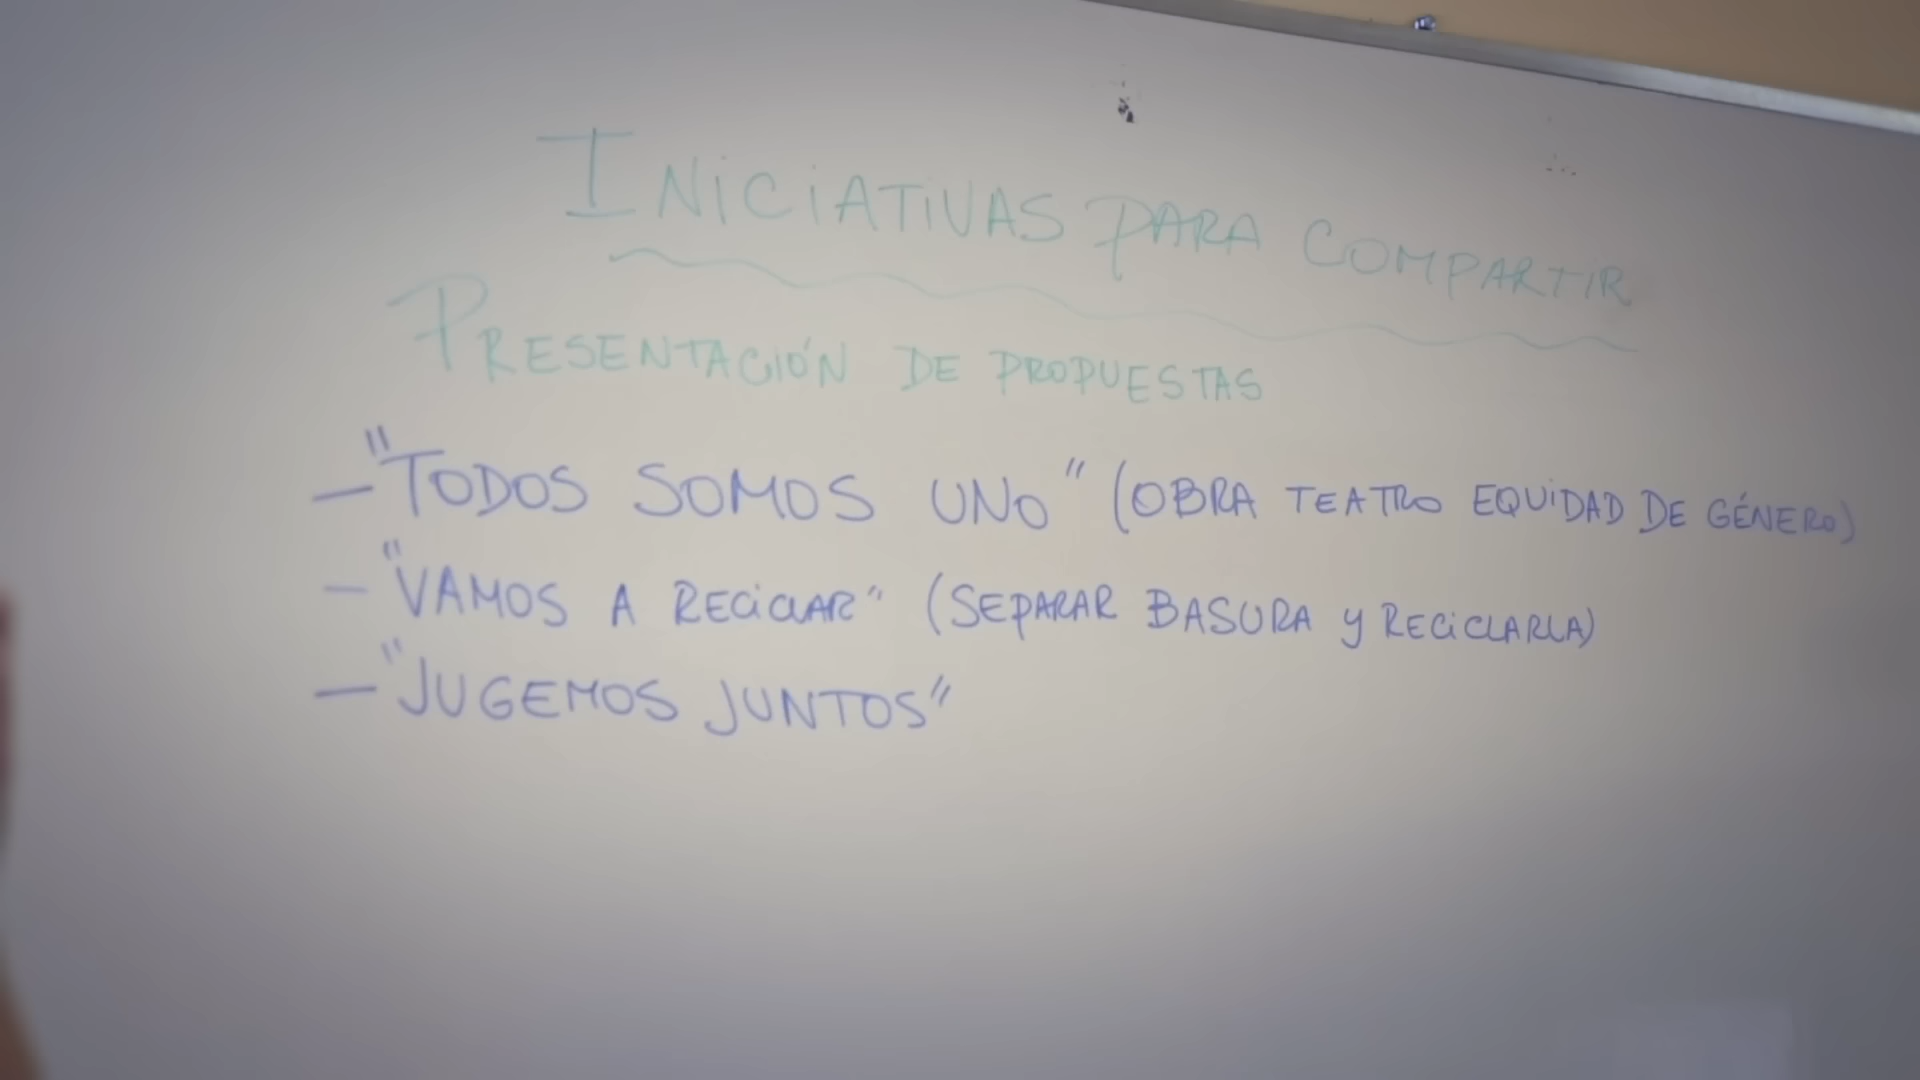 INICIATIVAS PARA COMPARTIR
PRESENTACIÓN DE PROPUESTAS
— "TODOS SOMOS UNO" (OBRA TEATRO EQUIDAD DE GÉNERO)
— "VAMOS A RECICLAR" (SEPARAR BASURA Y RECICLARLA)
— "JUGEMOS JUNTOS"